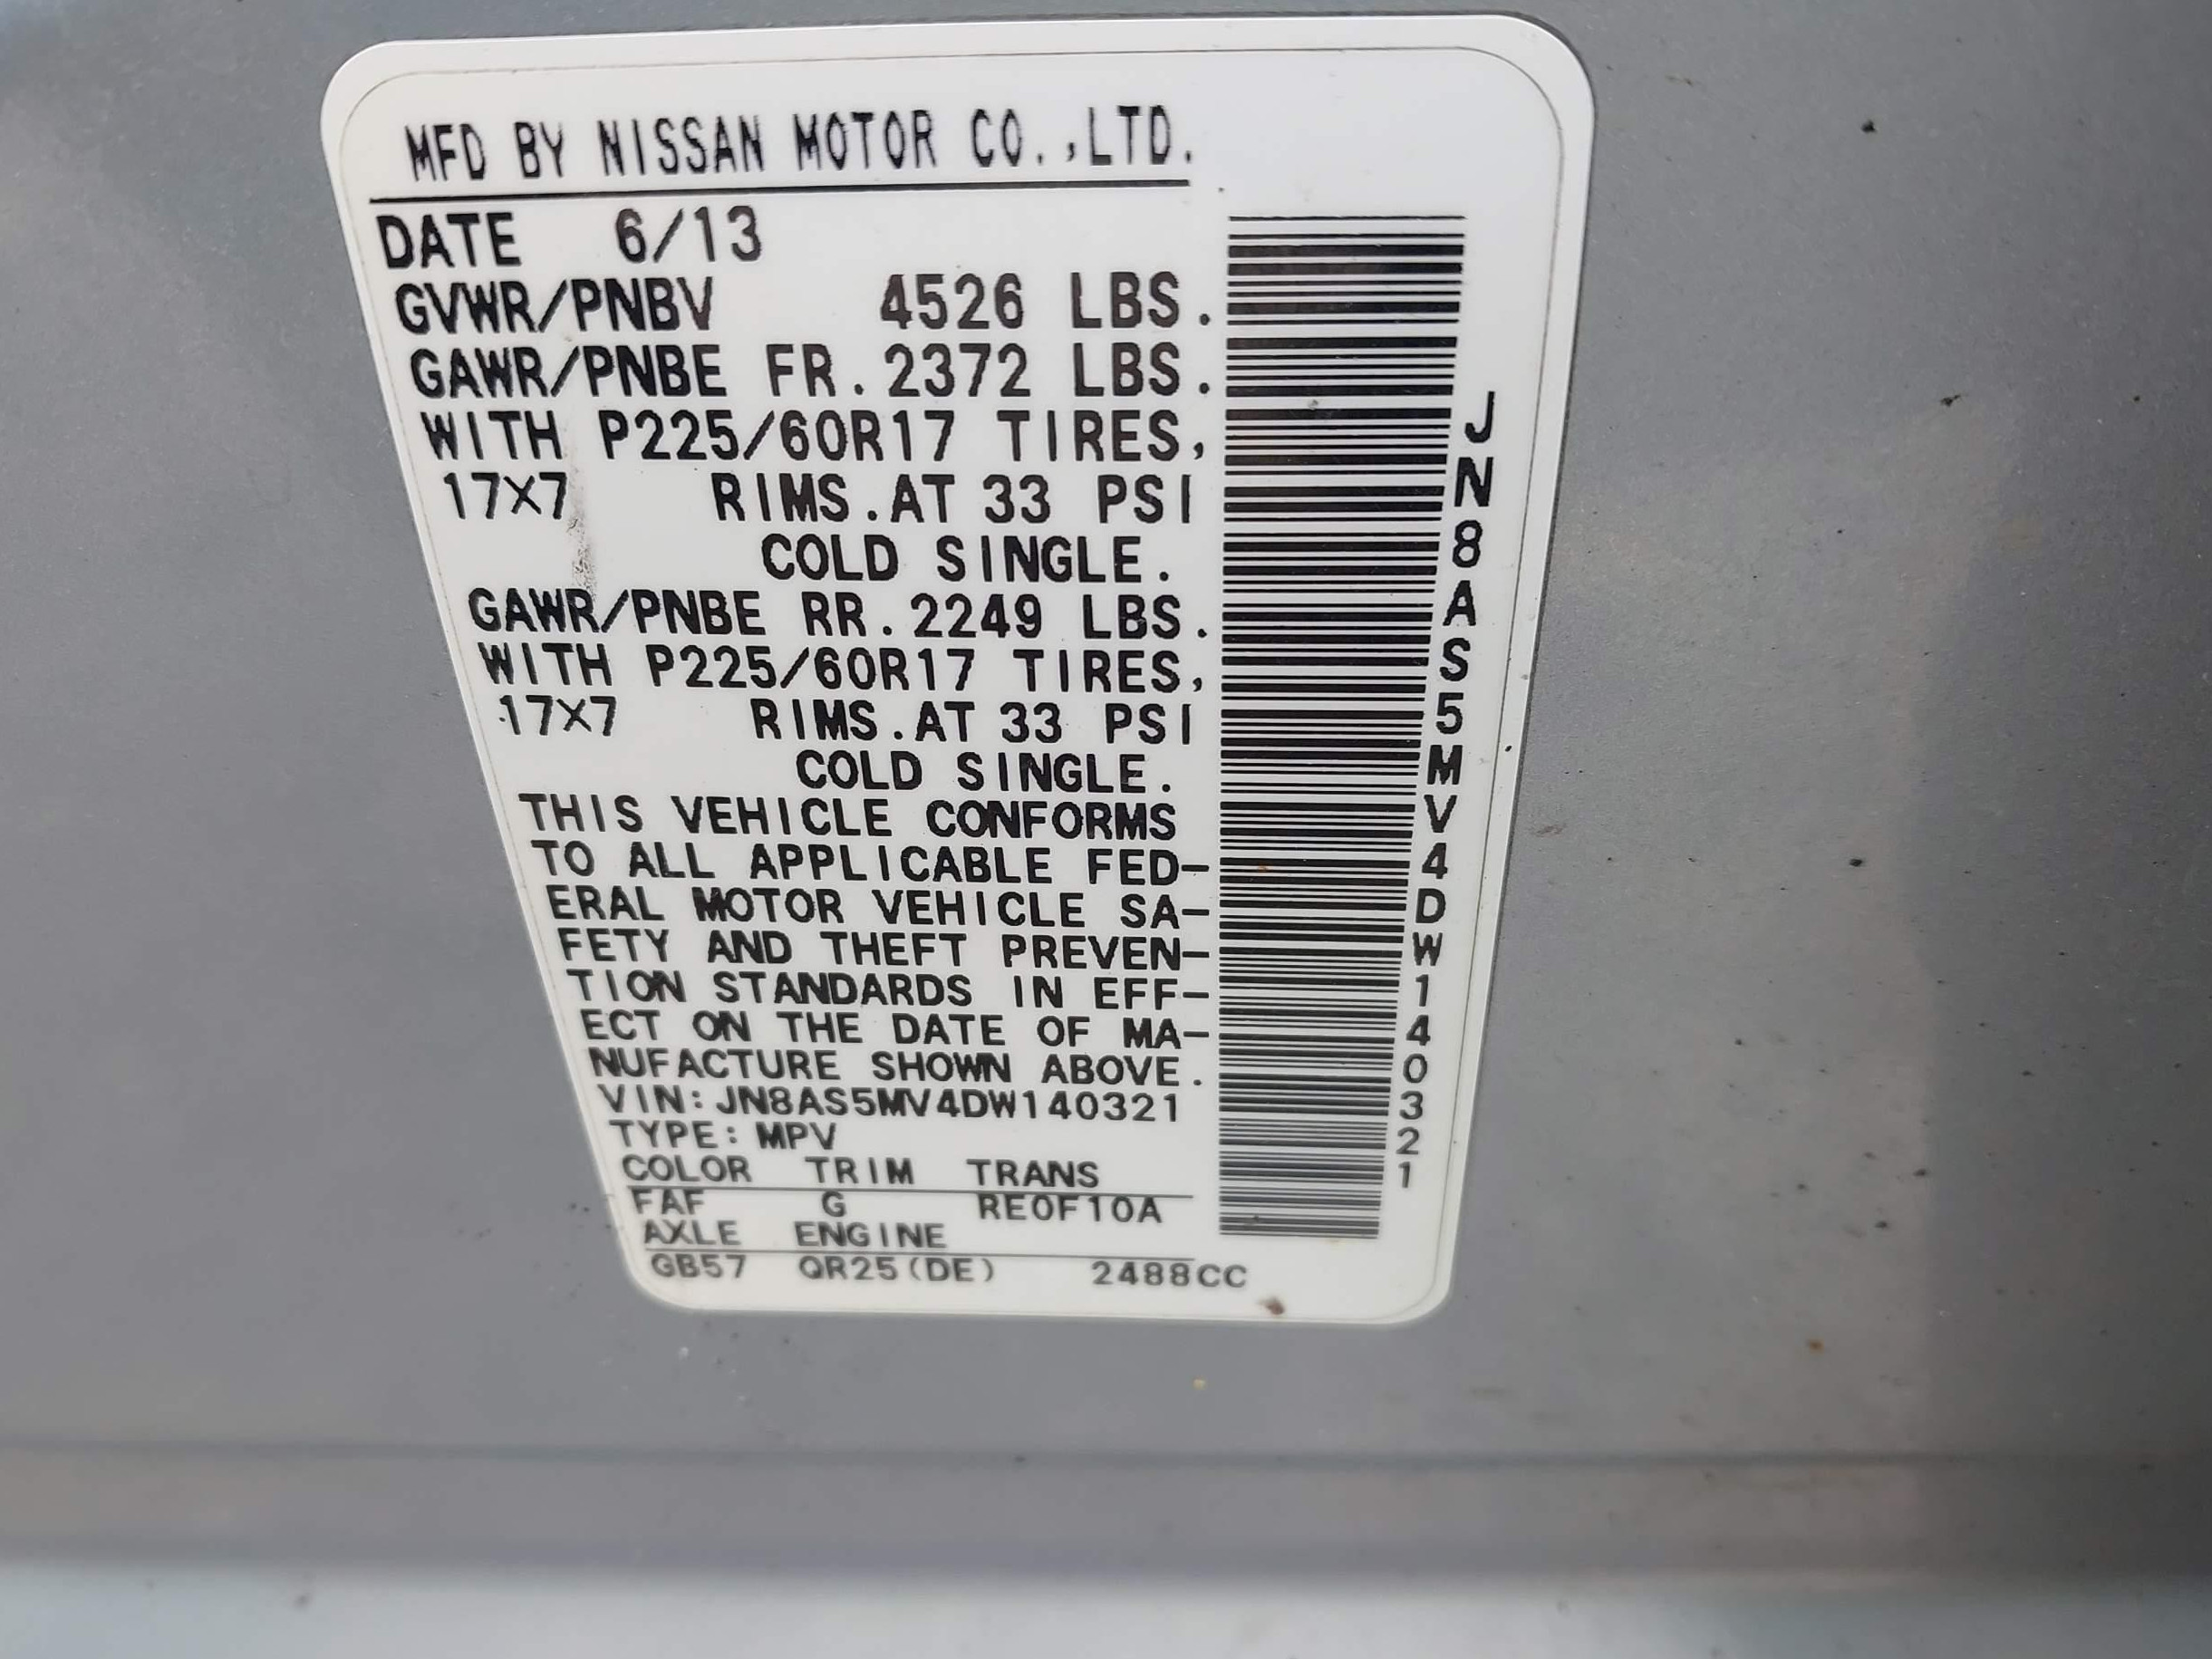 MFD BY NISSAN MOTOR CO.,LTD.
DATE 6/13
GVWR/PNBV 4526 LBS.
GAWR/PNBE FR.2372 LBS.
WITH P225/60R17 TIRES,
17X7 RIMS.AT 33 PSI
COLD SINGLE.
GAWR/PNBE RR.2249 LBS.
WITH P225/60R17 TIRES,
17X7 RIMS.AT 33 PSI
COLD SINGLE.
THIS VEHICLE CONFORMS
TO ALL APPLICABLE FED-
ERAL MOTOR VEHICLE SA-
FETY AND THEFT PREVEN-
TION STANDARDS IN EFF-
ECT ON THE DATE OF MA-
NUFACTURE SHOWN ABOVE.
VIN:JN8AS5MV4DW140321
TYPE:MPV
COLOR TRIM TRANS
FAF G RE0F10A
AXLE ENGINE
GB57 QR25(DE) 2488CC
JN8AS5MV4DW140321